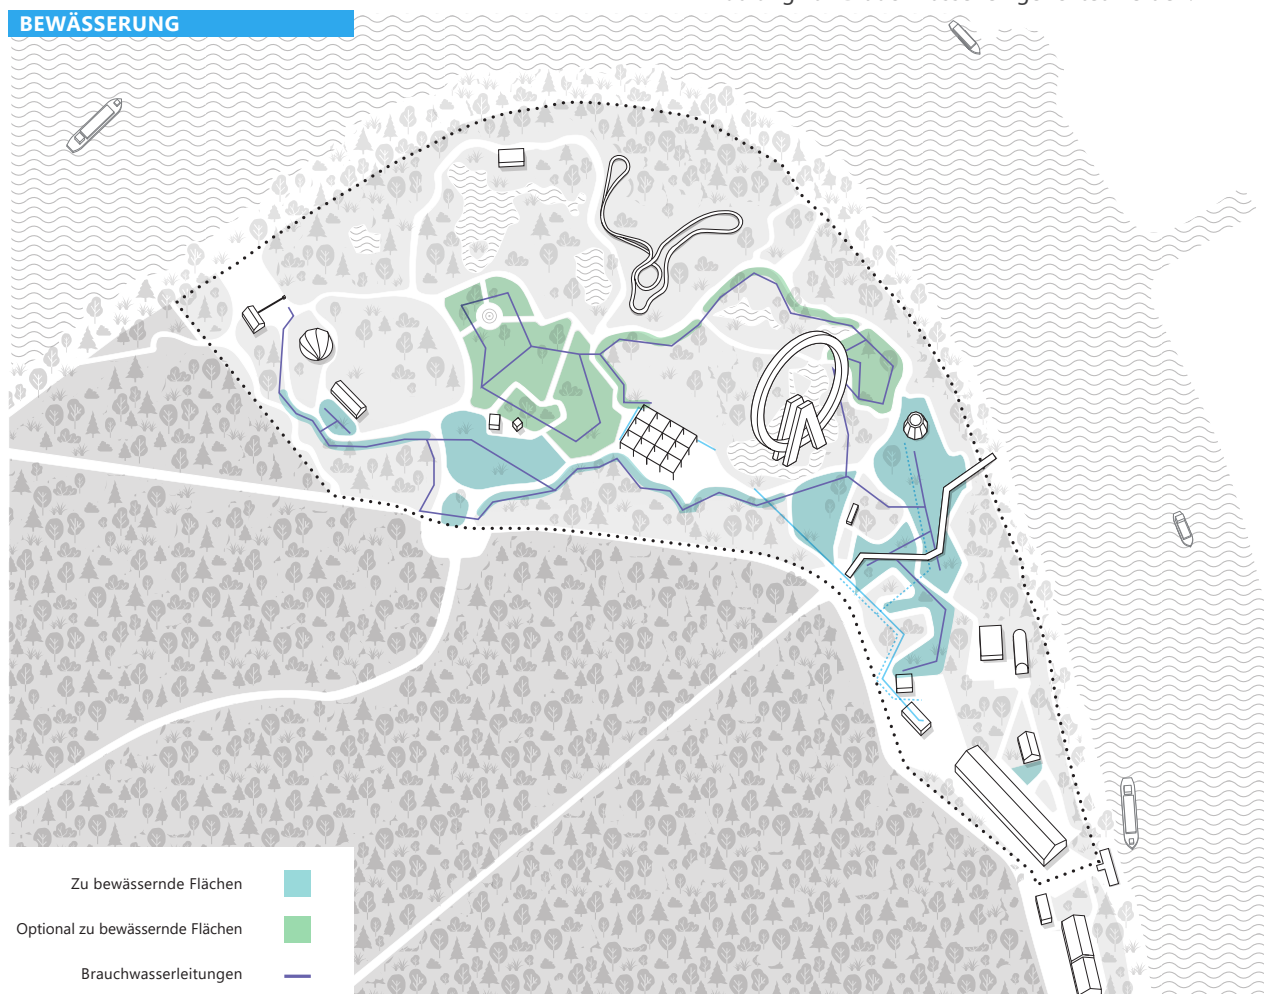 BEWÄSSERUNG
Zu bewässernde Flächen
Optional zu bewässernde Flächen
Brauchwasserleitungen